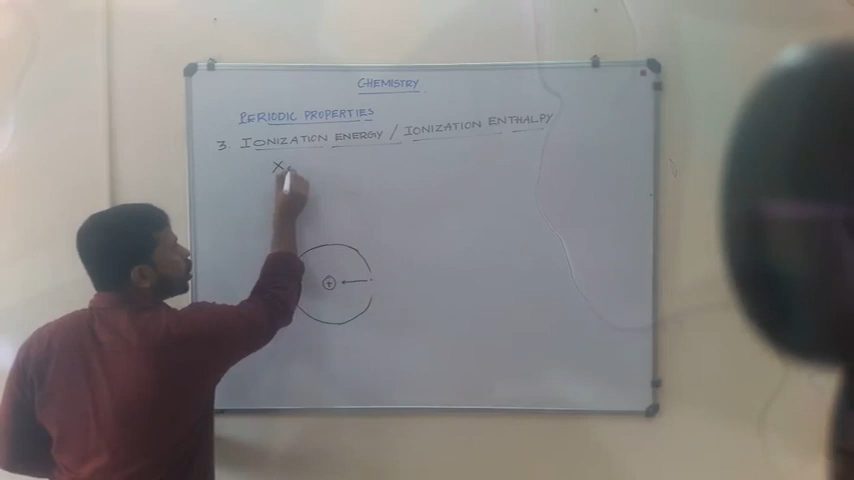 CHEMISTRY
PERIODIC PROPERTIES
3. IONIZATION ENERGY / IONIZATION ENTHALPY
X
+